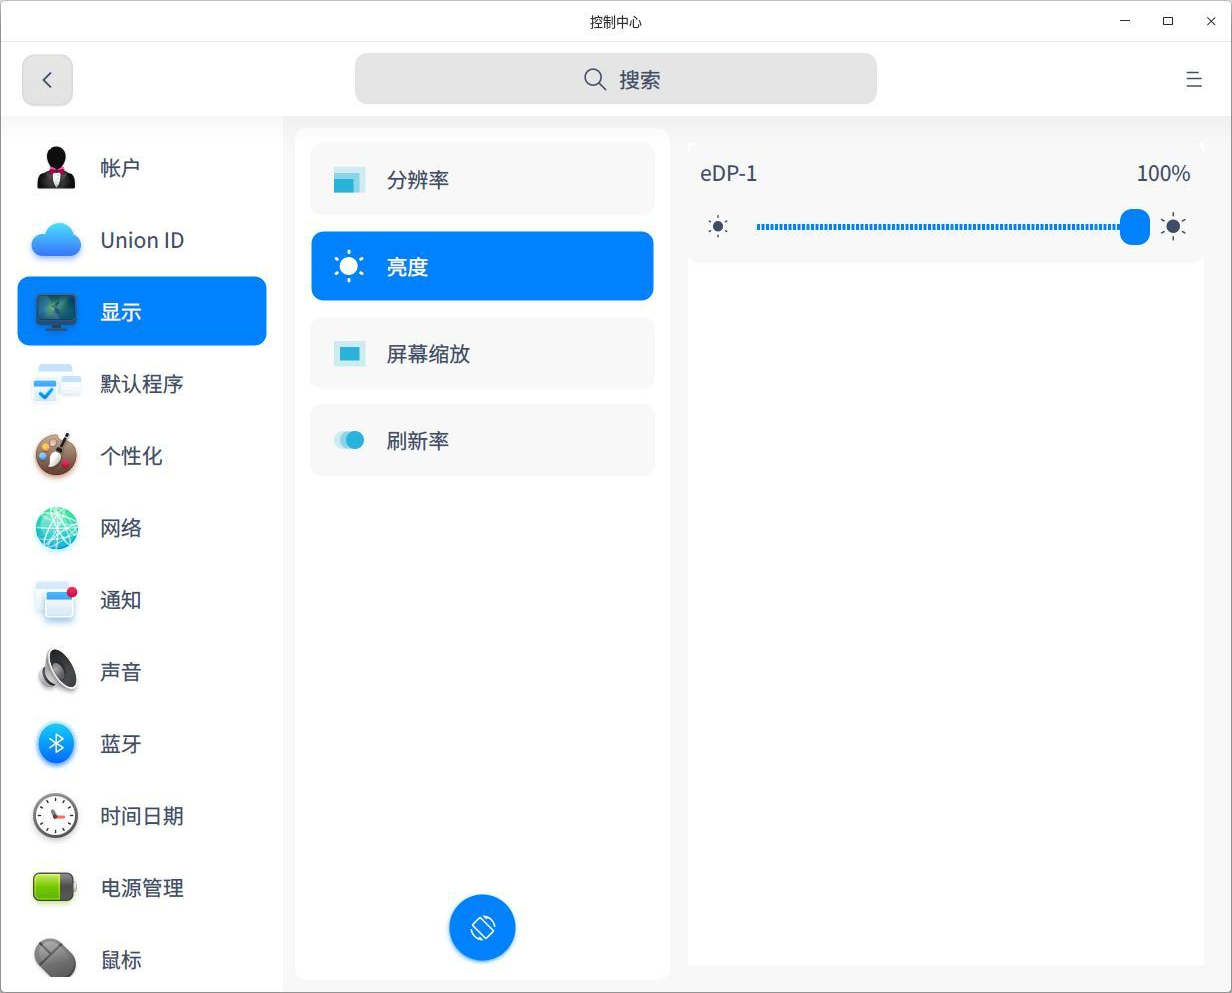 控制中心
搜索
帐户
Union ID
显示
默认程序
个性化
网络
通知
声音
蓝牙
时间日期
电源管理
鼠标
分辨率
亮度
屏幕缩放
刷新率
eDP-1
100%